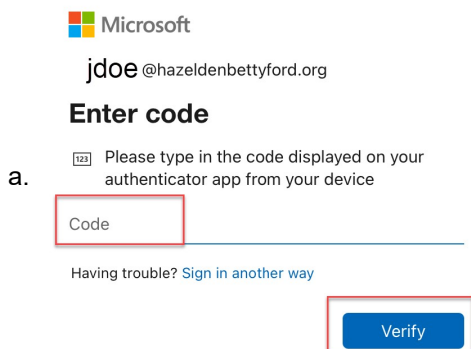 Microsoft
jdoe @hazeldenbettyford.org
Enter code
123 Please type in the code displayed on your
a. authenticator app from your device
Code
Having trouble? Sign in another way
Verify